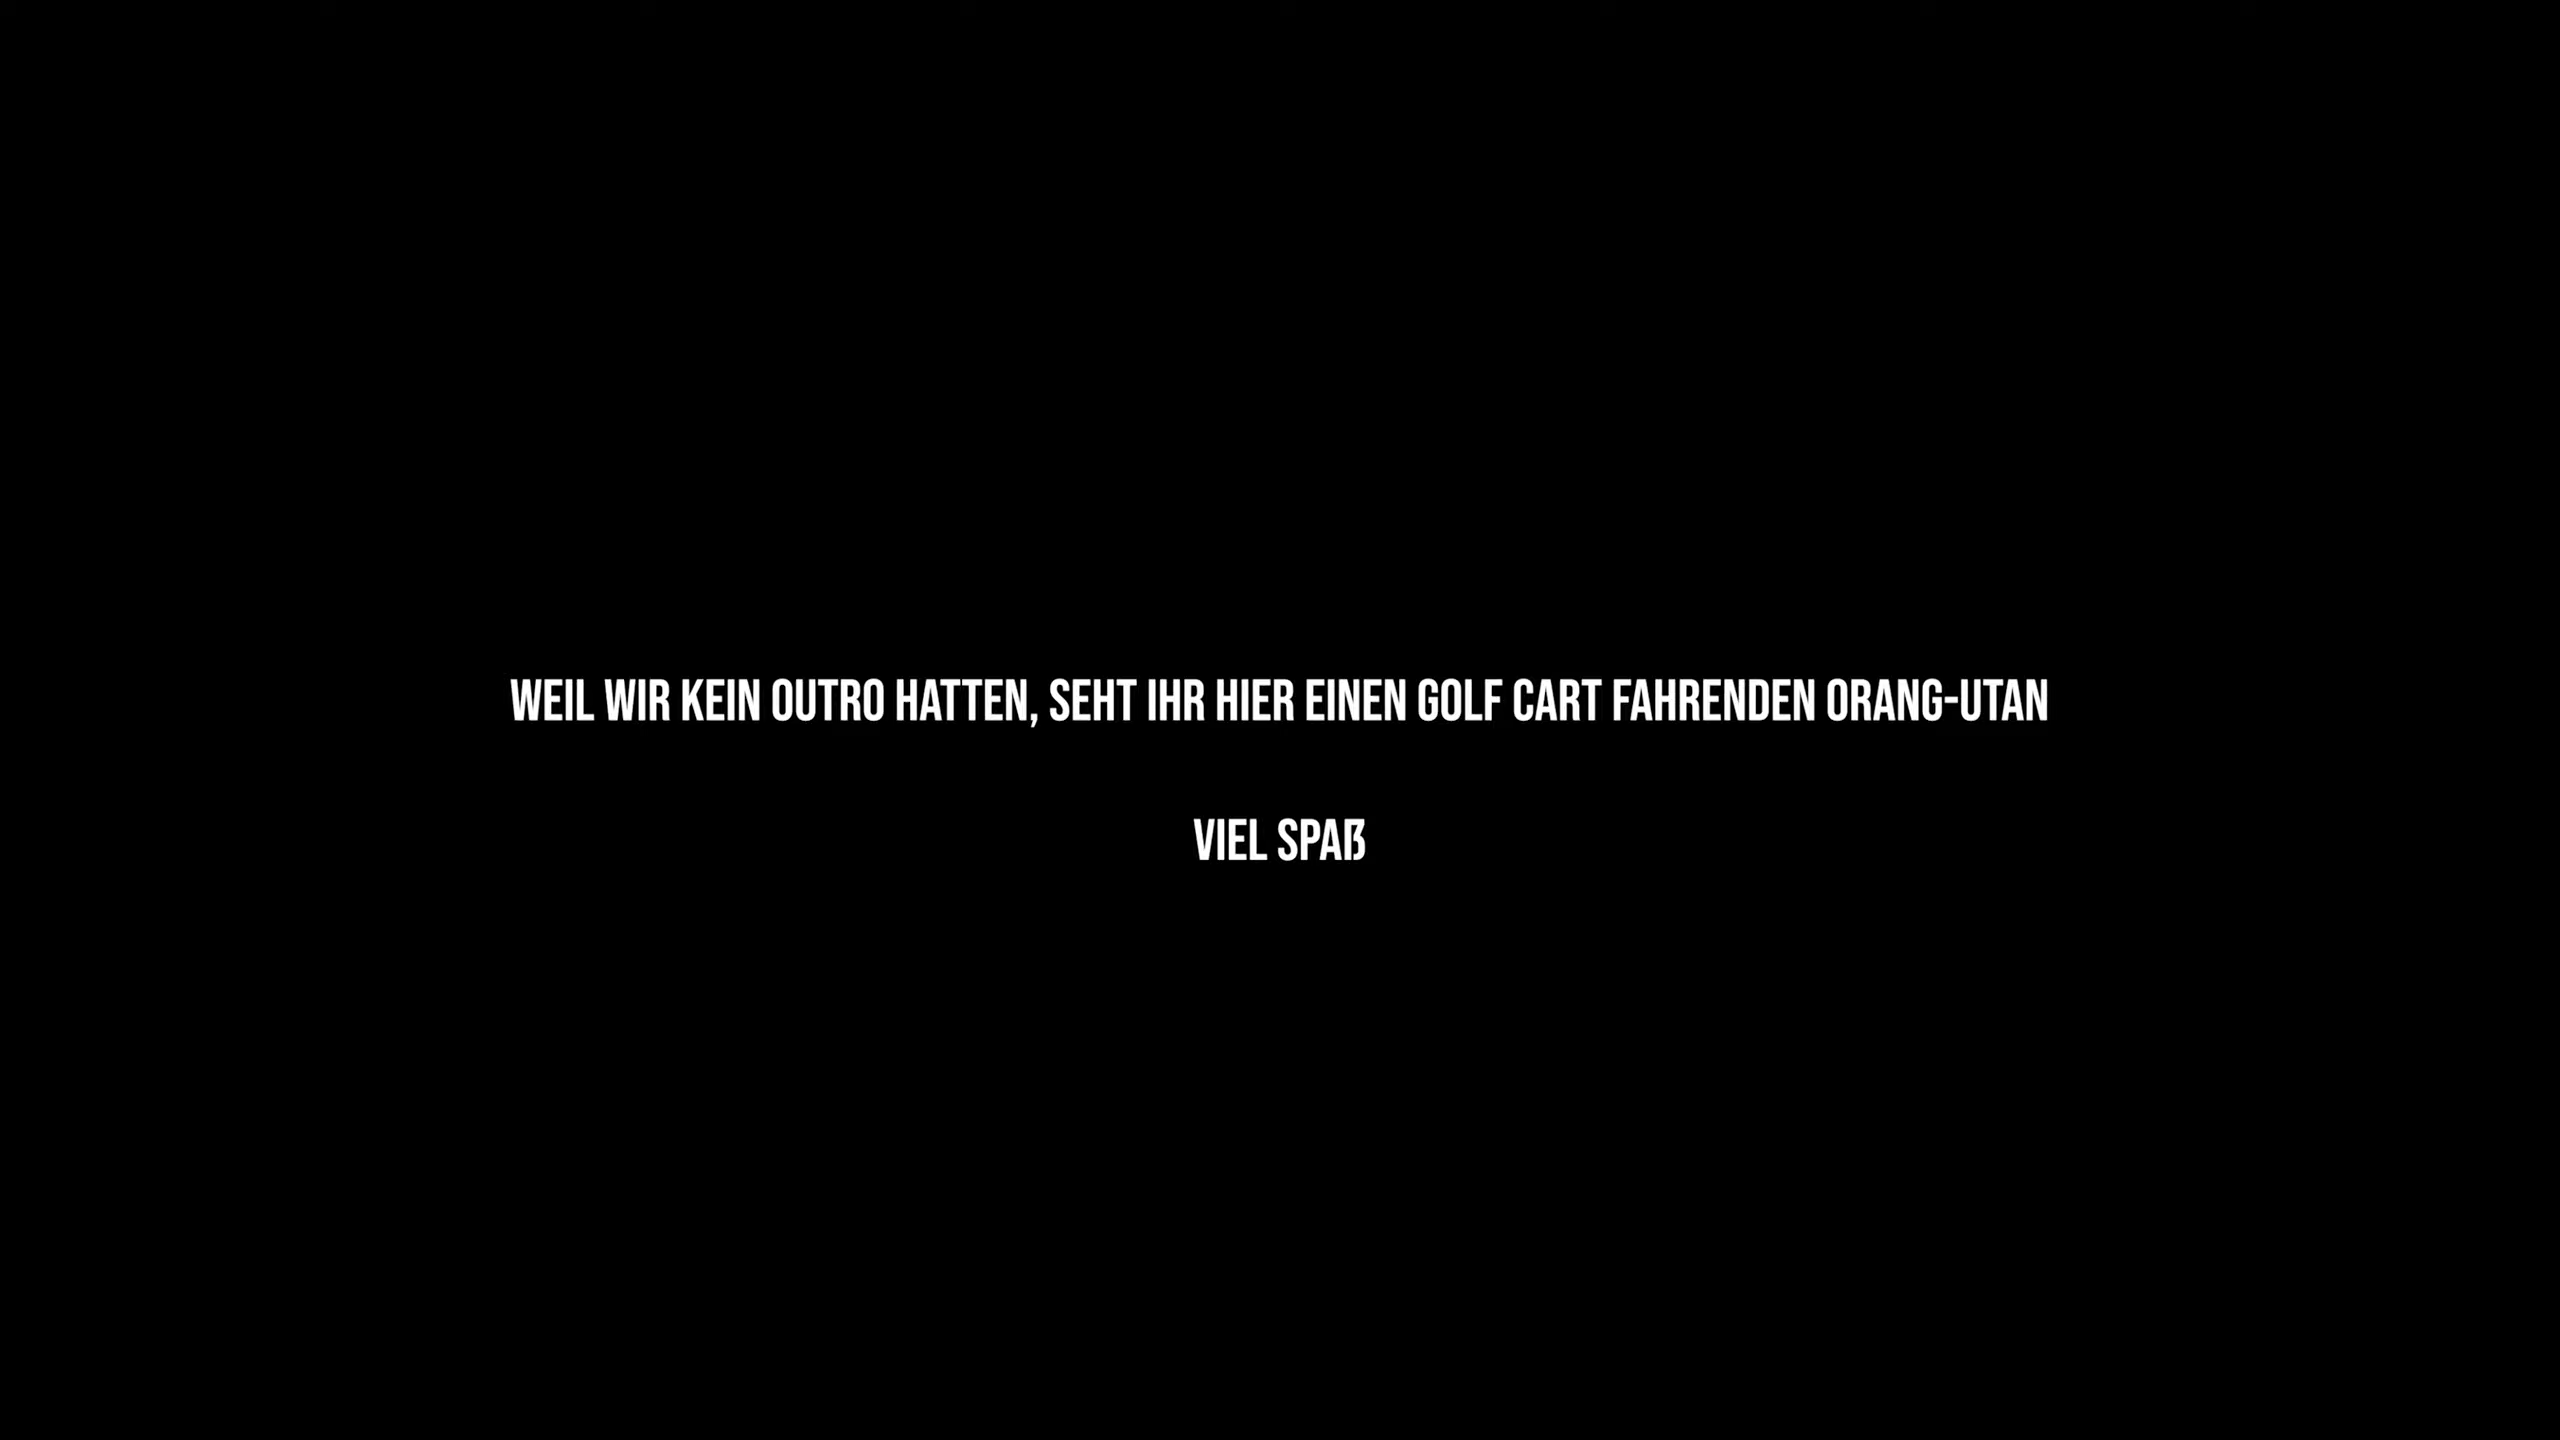 WEIL WIR KEIN OUTRO HATTEN, SEHT IHR HIER EINEN GOLF CART FAHRENDEN ORANG-UTAN
VIEL SPAß